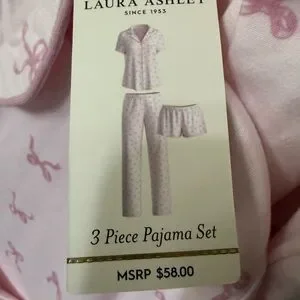 LAURA ASHLEY
SINCE 1953
3 Piece Pajama Set
MSRP $58.00